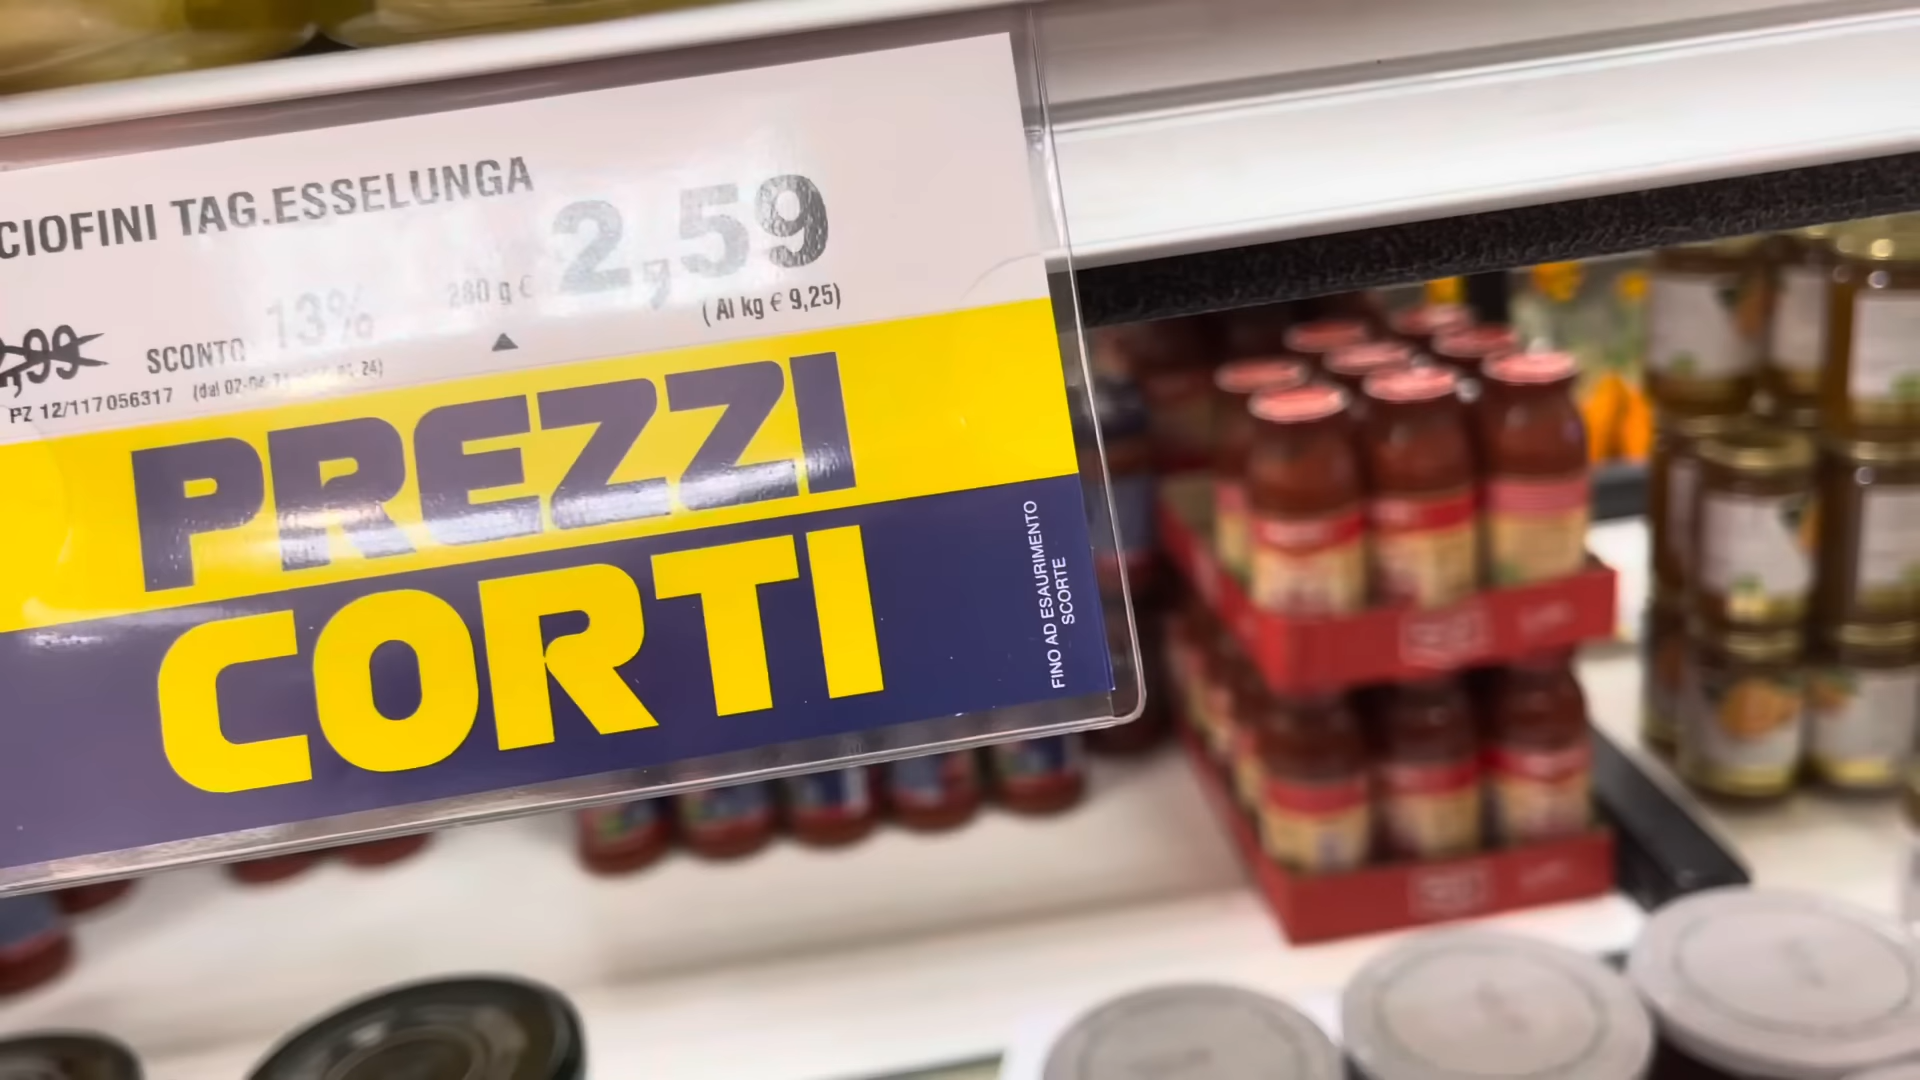 CIOFINI TAG.ESSELUNGA
2,59
280 g €
SCONTO 13%
( Al kg € 9,25)
,99
PZ 12/117056317
PREZZI
CORTI
FINO AD ESAURIMENTO
SCORTE